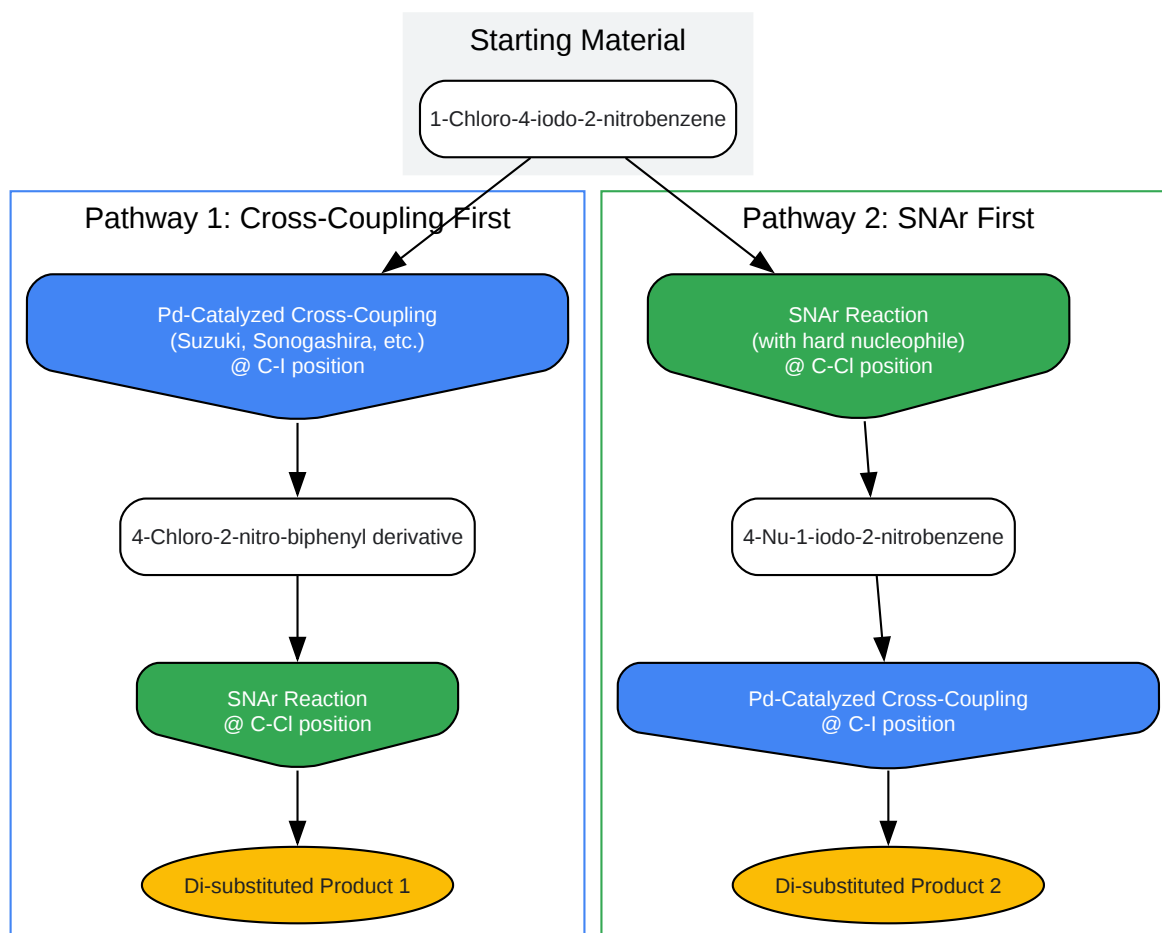 Starting Material
1-Chloro-4-iodo-2-nitrobenzene
Pathway 1: Cross-Coupling First
Pd-Catalyzed Cross-Coupling
(Suzuki, Sonogashira, etc.)
@ C-I position
4-Chloro-2-nitro-biphenyl derivative
SNAr Reaction
@ C-Cl position
Di-substituted Product 1
Pathway 2: SNAr First
SNAr Reaction
(with hard nucleophile)
@ C-Cl position
4-Nu-1-iodo-2-nitrobenzene
Pd-Catalyzed Cross-Coupling
@ C-I position
Di-substituted Product 2